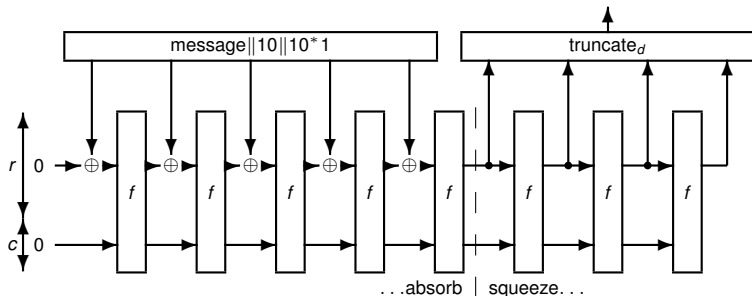 message||10||10*1
truncate_d
r 0
f f f f f f f f
c 0
. . .absorb | squeeze. . .